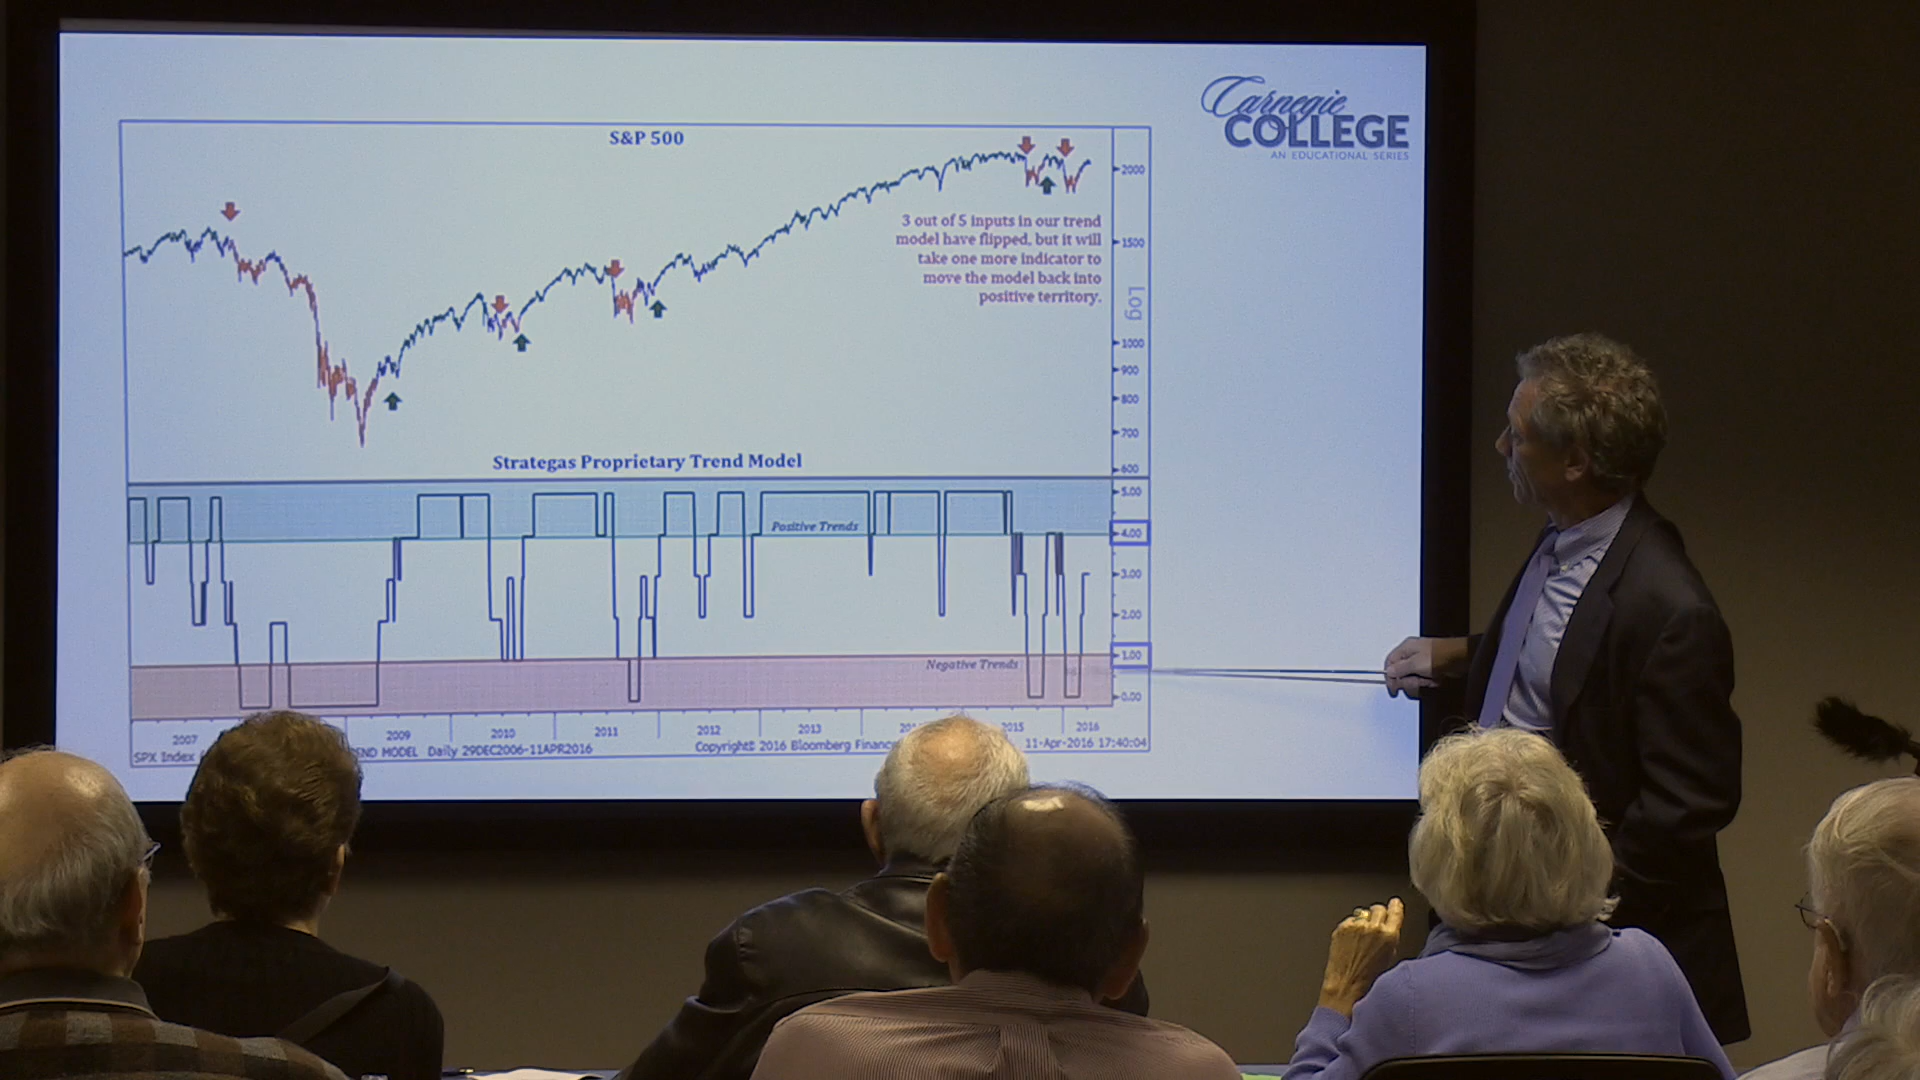 Carnegie
COLLEGE
AN EDUCATIONAL SERIES
S&P 500
2000
3 out of 5 inputs in our trend
model have flipped, but it will
take one more indicator to
move the model back into
positive territory.
1500
Log
1000
900
800
700
600
Strategas Proprietary Trend Model
5.00
Positive Trends
4.00
3.00
2.00
1.00
Negative Trends
0.00
2007 2009 2010 2011 2012 2013 2015 2016
SPX Index
MODEL Daily 29DEC2006-11APR2016
Copyright© 2016 Bloomberg
11-Apr-2016 17:40:04